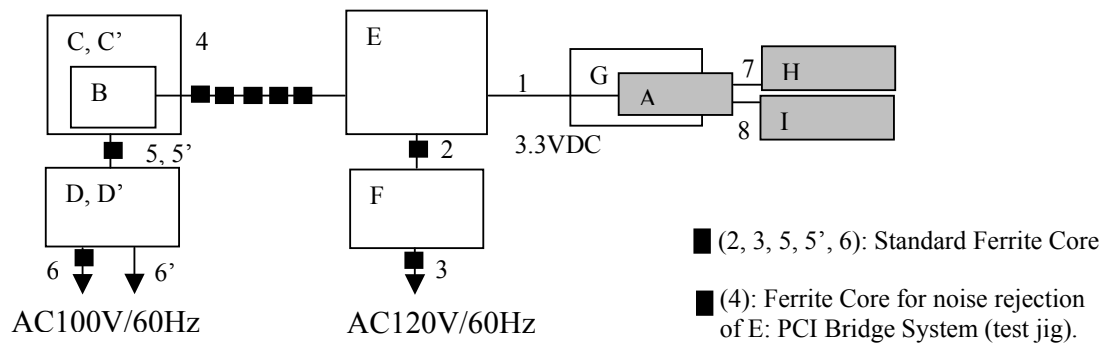 C, C’
4
E
B
G
1
A
7
H
8
I
3.3VDC
5, 5’
2
D, D’
F
6
6’
3
AC100V/60Hz
AC120V/60Hz
(2, 3, 5, 5’, 6): Standard Ferrite Core
(4): Ferrite Core for noise rejection
of E: PCI Bridge System (test jig).